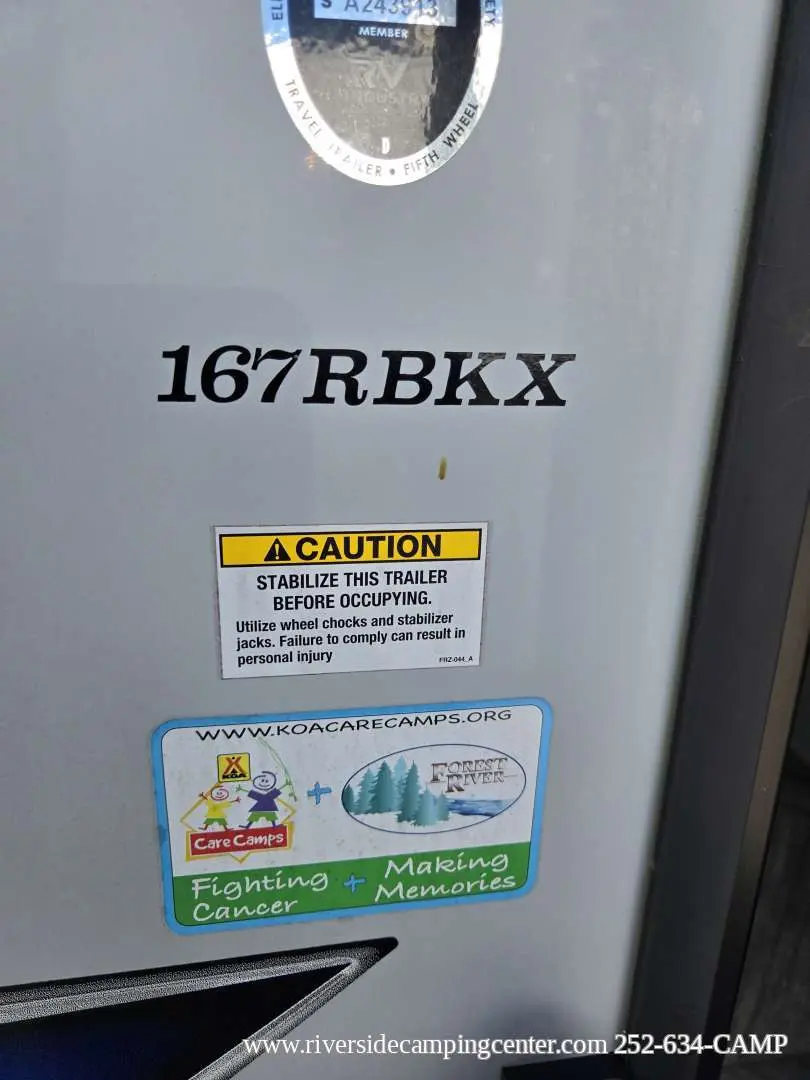 S A243913
MEMBER
RV
TRAVEL TRAILER • FIFTH WHEEL
D
167RBKX
CAUTION
STABILIZE THIS TRAILER
BEFORE OCCUPYING.
Utilize wheel chocks and stabilizer
jacks. Failure to comply can result in
personal injury
FRZ-044_A
WWW.KOACARECAMPS.ORG
KOA
Care Camps
+
FOREST
RIVER
Fighting + Making
Cancer Memories
www.riversidecampingcenter.com 252-634-CAMP